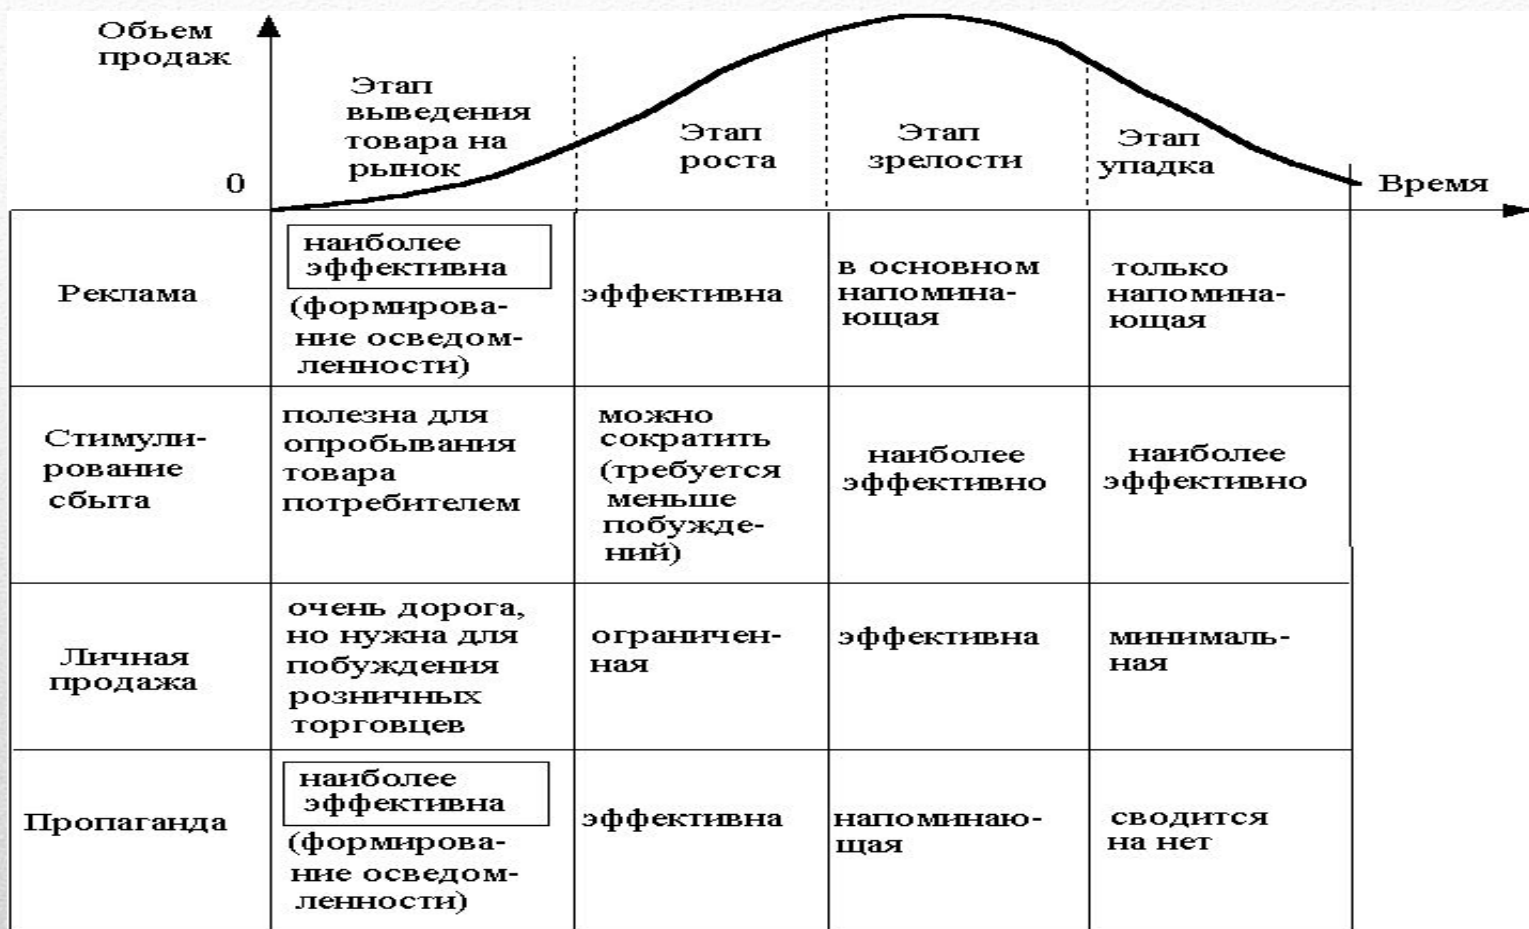 Объем
продаж
Этап
выведения
товара на
рынок
Этап
роста
Этап
зрелости
Этап
упадка
0
Время
Реклама
наиболее
эффективна
(формирова-
ние осведом-
ленности)
эффективна
в основном
напомина-
ющая
только
напомина-
ющая
Стимули-
рование
сбыта
полезна для
опробывания
товара
потребителем
можно
сократить
(требуется
меньше
побужде-
ний)
наиболее
эффективно
наиболее
эффективно
Личная
продажа
очень дорога,
но нужна для
побуждения
розничных
торговцев
ограничен-
ная
эффективна
минималь-
ная
Пропаганда
наиболее
эффективна
(формирова-
ние осведом-
ленности)
эффективна
напоминаю-
щая
сводится
на нет